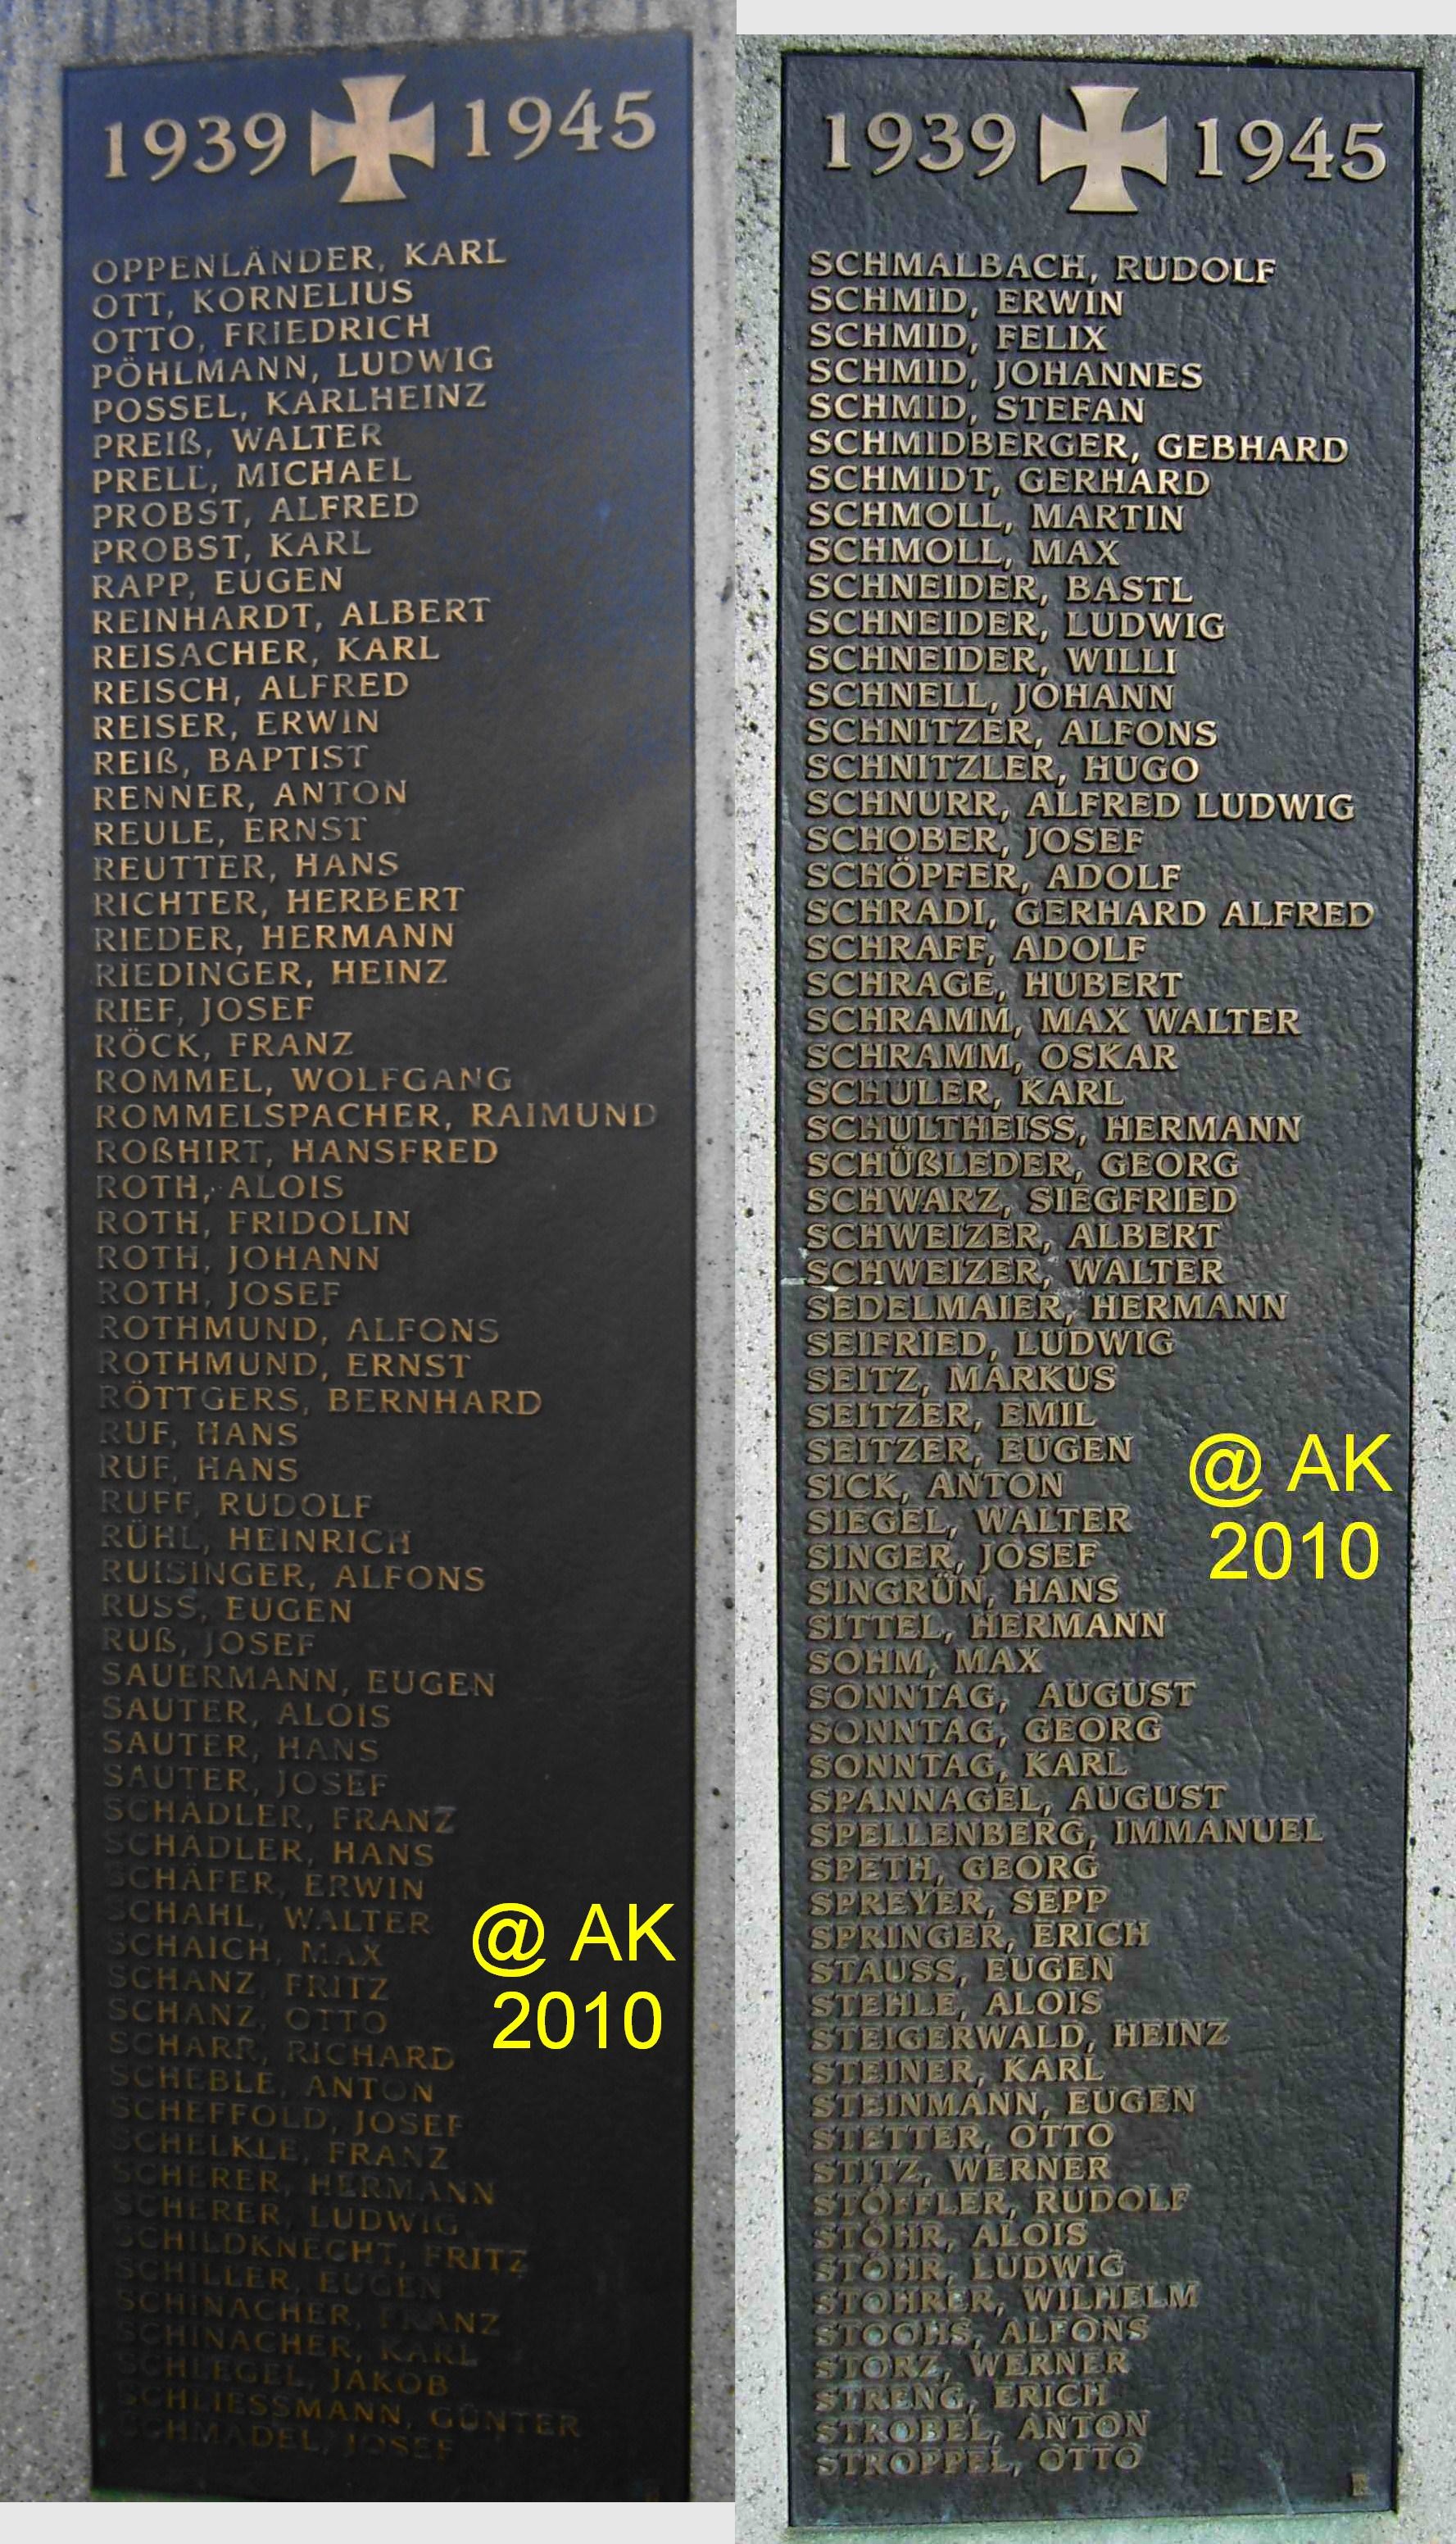 1939 1945
OPPENLÄNDER, KARL
OTT, KORNELIUS
OTTO, FRIEDRICH
PÖHLMANN, LUDWIG
POSSEL, KARLHEINZ
PREIß, WALTER
PRELL, MICHAEL
PROBST, ALFRED
PROBST, KARL
RAPP, EUGEN
REINHARDT, ALBERT
REISACHER, KARL
REISCH, ALFRED
REISER, ERWIN
REIß, BAPTIST
RENNER, ANTON
REULE, ERNST
REUTTER, HANS
RICHTER, HERBERT
RIEDER, HERMANN
RIEDINGER, HEINZ
RIEF, JOSEF
RÖCK, FRANZ
ROMMEL, WOLFGANG
ROMMELSPACHER, RAIMUND
ROßHIRT, HANSFRED
ROTH, ALOIS
ROTH, FRIDOLIN
ROTH, JOHANN
ROTH, JOSEF
ROTHMUND, ALFONS
ROTHMUND, ERNST
RÖTTGERS, BERNHARD
RUF, HANS
RUF, HANS
RUFF, RUDOLF
RÜHL, HEINRICH
RUISINGER, ALFONS
RUSS, EUGEN
RUß, JOSEF
SAUERMANN, EUGEN
SAUTER, ALOIS
SAUTER, HANS
SAUTER, JOSEF
SCHÄDLER, FRANZ
SCHÄDLER, HANS
SCHÄFER, ERWIN
SCHAHL, WALTER
SCHAICH, MAX
SCHANZ, FRITZ
SCHANZ, OTTO
SCHARR, RICHARD
SCHEBLE, ANTON
SCHEFFOLD, JOSEF
SCHELKLE, FRANZ
SCHERER, HERMANN
SCHERER, LUDWIG
SCHILDKNECHT, FRITZ
SCHILLER, EUGEN
SCHINACHER, FRANZ
SCHINACHER, KARL
SCHLEGEL, JAKOB
SCHLIESSMANN, GÜNTER
SCHMADEL, JOSEF
@ AK
2010
1939 1945
SCHMALBACH, RUDOLF
SCHMID, ERWIN
SCHMID, FELIX
SCHMID, JOHANNES
SCHMID, STEFAN
SCHMIDBERGER, GEBHARD
SCHMIDT, GERHARD
SCHMOLL, MARTIN
SCHMOLL, MAX
SCHNEIDER, BASTL
SCHNEIDER, LUDWIG
SCHNEIDER, WILLI
SCHNELL, JOHANN
SCHNITZER, ALFONS
SCHNITZLER, HUGO
SCHNURR, ALFRED LUDWIG
SCHOBER, JOSEF
SCHÖPFER, ADOLF
SCHRADI, GERHARD ALFRED
SCHRAFF, ADOLF
SCHRAGE, HUBERT
SCHRAMM, MAX WALTER
SCHRAMM, OSKAR
SCHULER, KARL
SCHULTHEISS, HERMANN
SCHÜßLEDER, GEORG
SCHWARZ, SIEGFRIED
SCHWEIZER, ALBERT
SCHWEIZER, WALTER
SEDELMAIER, HERMANN
SEIFRIED, LUDWIG
SEITZ, MARKUS
SEITZER, EMIL
SEITZER, EUGEN
SICK, ANTON
SIEGEL, WALTER
SINGER, JOSEF
SINGRÜN, HANS
SITTEL, HERMANN
SOHM, MAX
SONNTAG, AUGUST
SONNTAG, GEORG
SONNTAG, KARL
SPANNAGEL, AUGUST
SPELLENBERG, IMMANUEL
SPETH, GEORG
SPREYER, SEPP
SPRINGER, ERICH
STAUSS, EUGEN
STEHLE, ALOIS
STEIGERWALD, HEINZ
STEINER, KARL
STEINMANN, EUGEN
STETTER, OTTO
STITZ, WERNER
STÖFFLER, RUDOLF
STÖHR, ALOIS
STÖHR, LUDWIG
STOHRER, WILHELM
STOOHS, ALFONS
STORZ, WERNER
STRENG, ERICH
STROBEL, ANTON
STROPPEL, OTTO
@ AK
2010